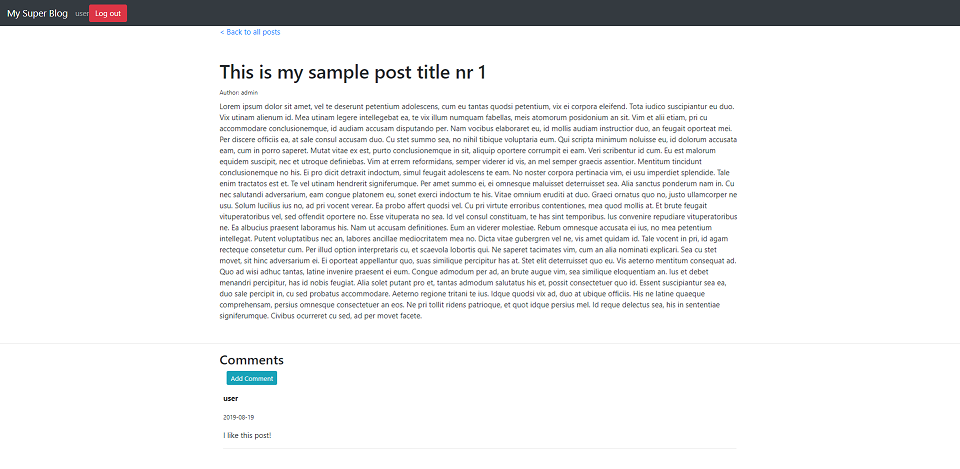 My Super Blog user Log out
< Back to all posts
This is my sample post title nr 1
Author: admin
Lorem ipsum dolor sit amet, vel te deserunt petentium adolescens, cum eu tantas quodsi petentium, vix ei corpora eleifend. Tota iudico suscipiantur eu duo.
Vix utinam alienum id. Mea utinam legere intellegebat ea, te vix illum numquam fabellas, meis atomorum posidonium an sit. Vim et alii etiam, pri cu
accommodare conclusionemque, id audiam accusam disputando per. Nam vocibus elaboraret eu, id mollis audiam instructior duo, an feugait oporteat mei.
Per discere officiis ea, at sale consul accusam duo. Cu stet summo sea, no nihil tibique voluptaria eum. Qui scripta minimum noluisse eu, id dolorum accusata
eam, cum in porro saperet. Mutat vitae ex est, purto conclusionemque in sit, aliquip oportere corrumpit ei eam. Veri scribentur id cum. Eu est malorum
equidem suscipit, nec et utroque definiebas. Vim at errem reformidans, semper viderer id vis, an mel semper graecis assentior. Mentitum tincidunt
conclusionemque no his. Ei pro dicit detraxit indoctum, simul feugait adolescens te eam. No noster corpora pertinacia vim, ei usu imperdiet splendide. Tale
enim tractatos est et. Te vel utinam hendrerit signiferumque. Per amet summo ei, ei omnesque maluisset deterruisset sea. Alia sanctus ponderum nam in. Cu
nec salutandi adversarium, eam congue platonem eu, sonet exerci indoctum te his. Vitae omnium eruditi at duo. Graeci ornatus quo no, justo ullamcorper ne
usu. Solum lucilius ius no, ad pri vocent verear. Ea probo affert quodsi vel. Cu pri virtute erroribus contentiones, mea quod mollis at. Et brute feugait
vituperatoribus vel, sed offendit oportere no. Esse vituperata no sea. Id vel consul constituam, te has sint temporibus. Ius convenire repudiare vituperatoribus
ne. Ea albucius praesent laboramus his. Nam ut accusam definitiones. Eum an viderer molestiae. Rebum omnesque accusata ei ius, no mea petentium
intellegat. Putent voluptatibus nec an, labores ancillae mediocritatem mea no. Dicta vitae gubergren vel ne, vis amet quidam id. Tale vocent in pri, id agam
recteque consetetur cum. Per illud option interpretaris cu, et scaevola lobortis qui. Ne saperet tacimates vim, cum an alia nominati explicari. Sea cu stet
movet, sit hinc adversarium ei. Ei oporteat appellantur quo, suas similique percipitur has at. Stet elit deterruisset quo eu. Vis aeterno mentitum consequat ad.
Quo ad wisi adhuc tantas, latine invenire praesent ei eum. Congue admodum per ad, an brute augue vim, sea similique eloquentiam an. Ius et debet
menandri percipitur, has id nobis feugiat. Alia solet putant pro et, tantas admodum salutatus his et, possit consectetuer quo id. Essent suscipiantur sea ea,
duo sale percipit in, cu sed probatus accommodare. Aeterno regione tritani te ius. Idque quodsi vix ad, duo at ubique officiis. His ne latine quaeque
comprehensam, persius omnesque consectetuer an eos. Ne pri tollit ridens patrioque, et quot idque persius mel. Id reque delectus sea, his in sententiae
signiferumque. Civibus ocurreret cu sed, ad per movet facete.
Comments
Add Comment
user
2019-08-19
I like this post!